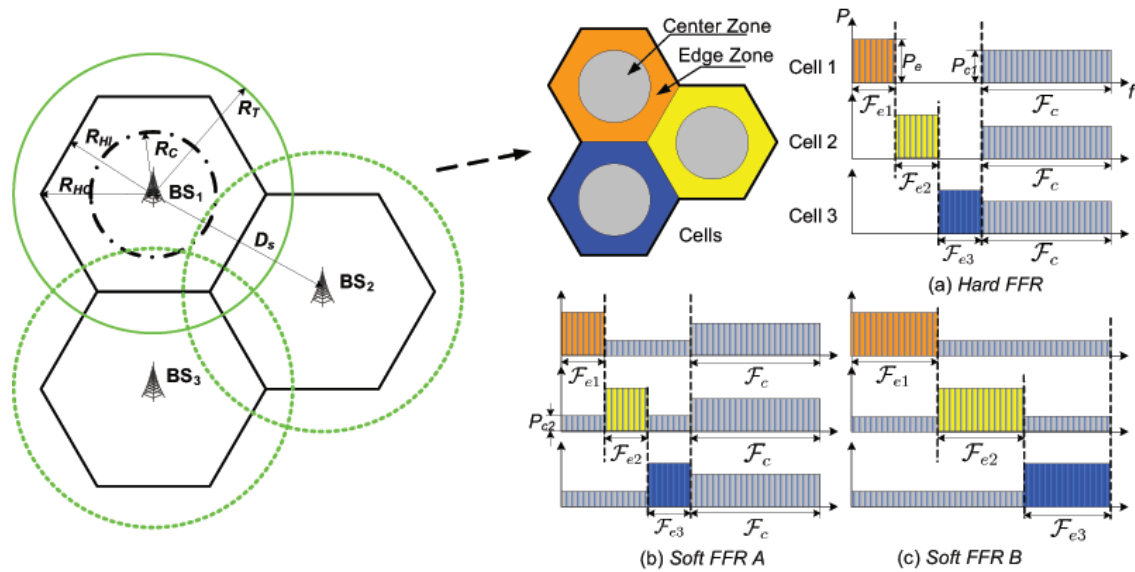 R_T
R_HI
R_C
R_HC
BS_1
D_s
BS_2
BS_3
Center Zone
Edge Zone
Cells
P
Cell 1
P_e
P_c1
f
F_e1
F_c
Cell 2
F_e2
F_c
Cell 3
F_e3
F_c
(a) Hard FFR
F_e1
F_c
P_c2
F_e2
F_c
F_e3
F_c
(b) Soft FFR A
F_e1
F_e2
F_e3
(c) Soft FFR B